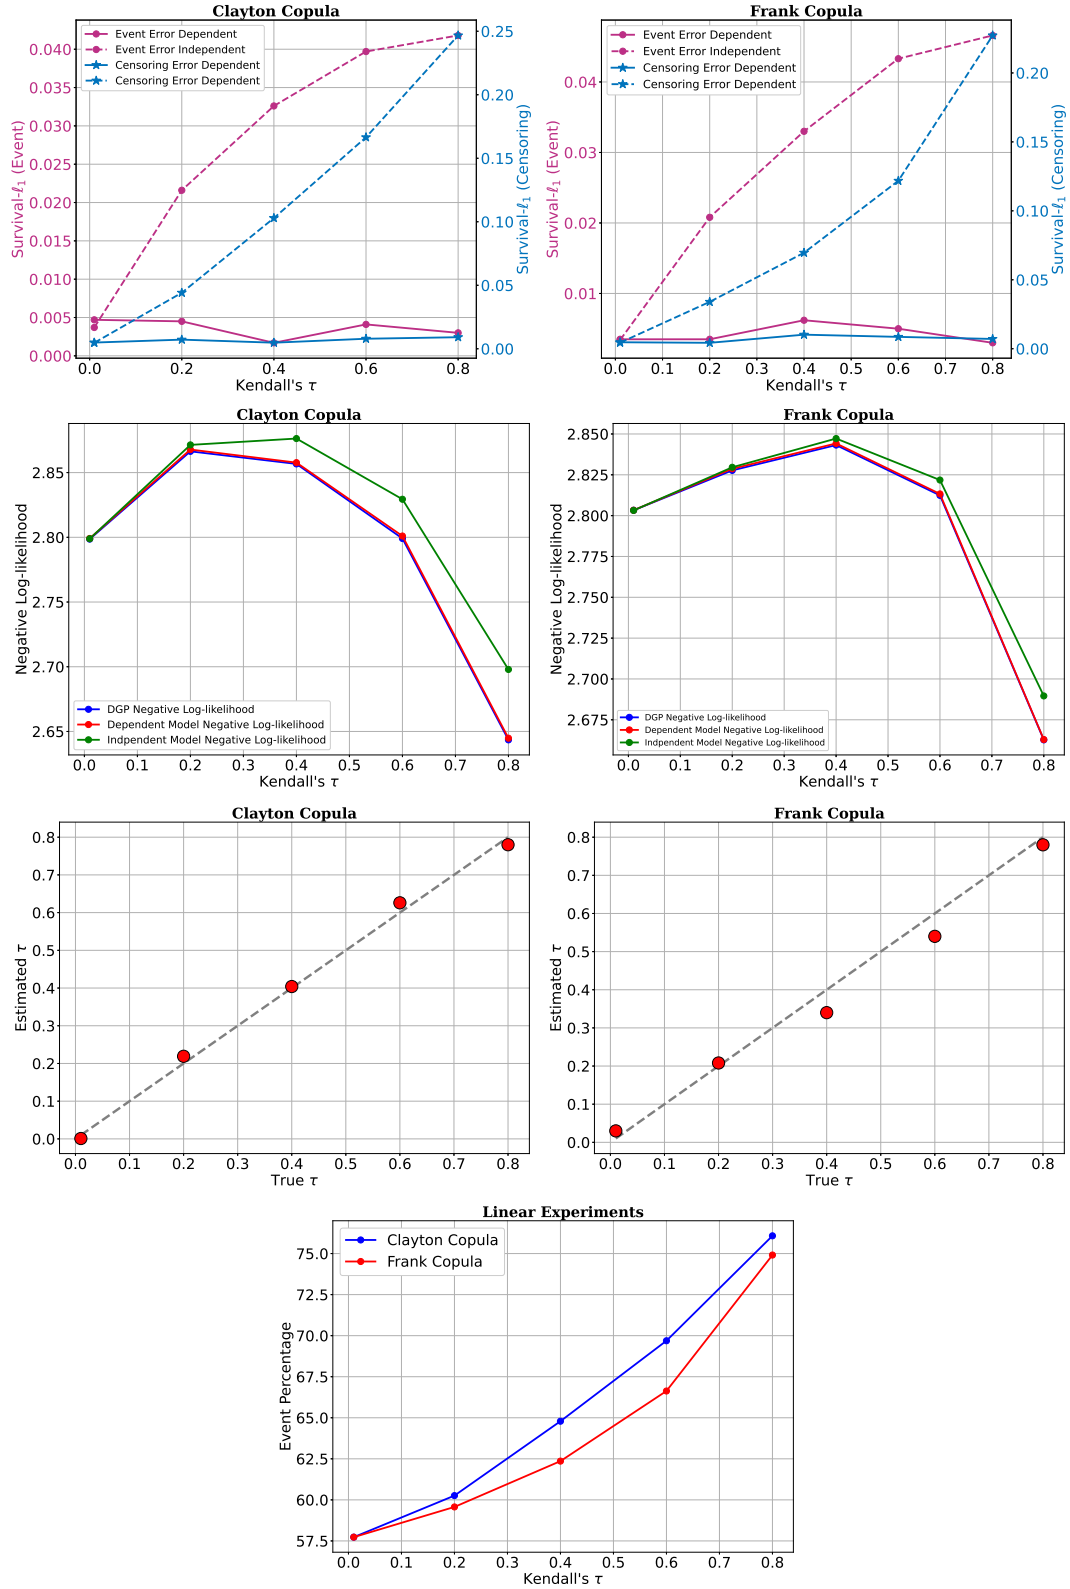 Clayton Copula
Event Error Dependent
Event Error Independent
Censoring Error Dependent
Censoring Error Dependent
Survival-ℓ₁ (Event)
0.040
0.035
0.030
0.025
0.020
0.015
0.010
0.005
0.000
0.25
0.20
0.15
0.10
0.05
0.00
Survival-ℓ₁ (Censoring)
0.0 0.1 0.2 0.3 0.4 0.5 0.6 0.7 0.8
Kendall's τ
Frank Copula
Event Error Dependent
Event Error Independent
Censoring Error Dependent
Censoring Error Dependent
Survival-ℓ₁ (Event)
0.04
0.03
0.02
0.01
0.20
0.15
0.10
0.05
0.00
Survival-ℓ₁ (Censoring)
0.0 0.1 0.2 0.3 0.4 0.5 0.6 0.7 0.8
Kendall's τ
Clayton Copula
Negative Log-likelihood
2.85
2.80
2.75
2.70
2.65
DGP Negative Log-likelihood
Dependent Model Negative Log-likelihood
Indpendent Model Negative Log-likelihood
0.0 0.1 0.2 0.3 0.4 0.5 0.6 0.7 0.8
Kendall's τ
Frank Copula
Negative Log-likelihood
2.850
2.825
2.800
2.775
2.750
2.725
2.700
2.675
DGP Negative Log-likelihood
Dependent Model Negative Log-likelihood
Indpendent Model Negative Log-likelihood
0.0 0.1 0.2 0.3 0.4 0.5 0.6 0.7 0.8
Kendall's τ
Clayton Copula
Estimated τ
0.8
0.7
0.6
0.5
0.4
0.3
0.2
0.1
0.0
0.0 0.1 0.2 0.3 0.4 0.5 0.6 0.7 0.8
True τ
Frank Copula
Estimated τ
0.8
0.7
0.6
0.5
0.4
0.3
0.2
0.1
0.0
0.0 0.1 0.2 0.3 0.4 0.5 0.6 0.7 0.8
True τ
Linear Experiments
Clayton Copula
Frank Copula
Event Percentage
75.0
72.5
70.0
67.5
65.0
62.5
60.0
57.5
0.0 0.1 0.2 0.3 0.4 0.5 0.6 0.7 0.8
Kendall's τ